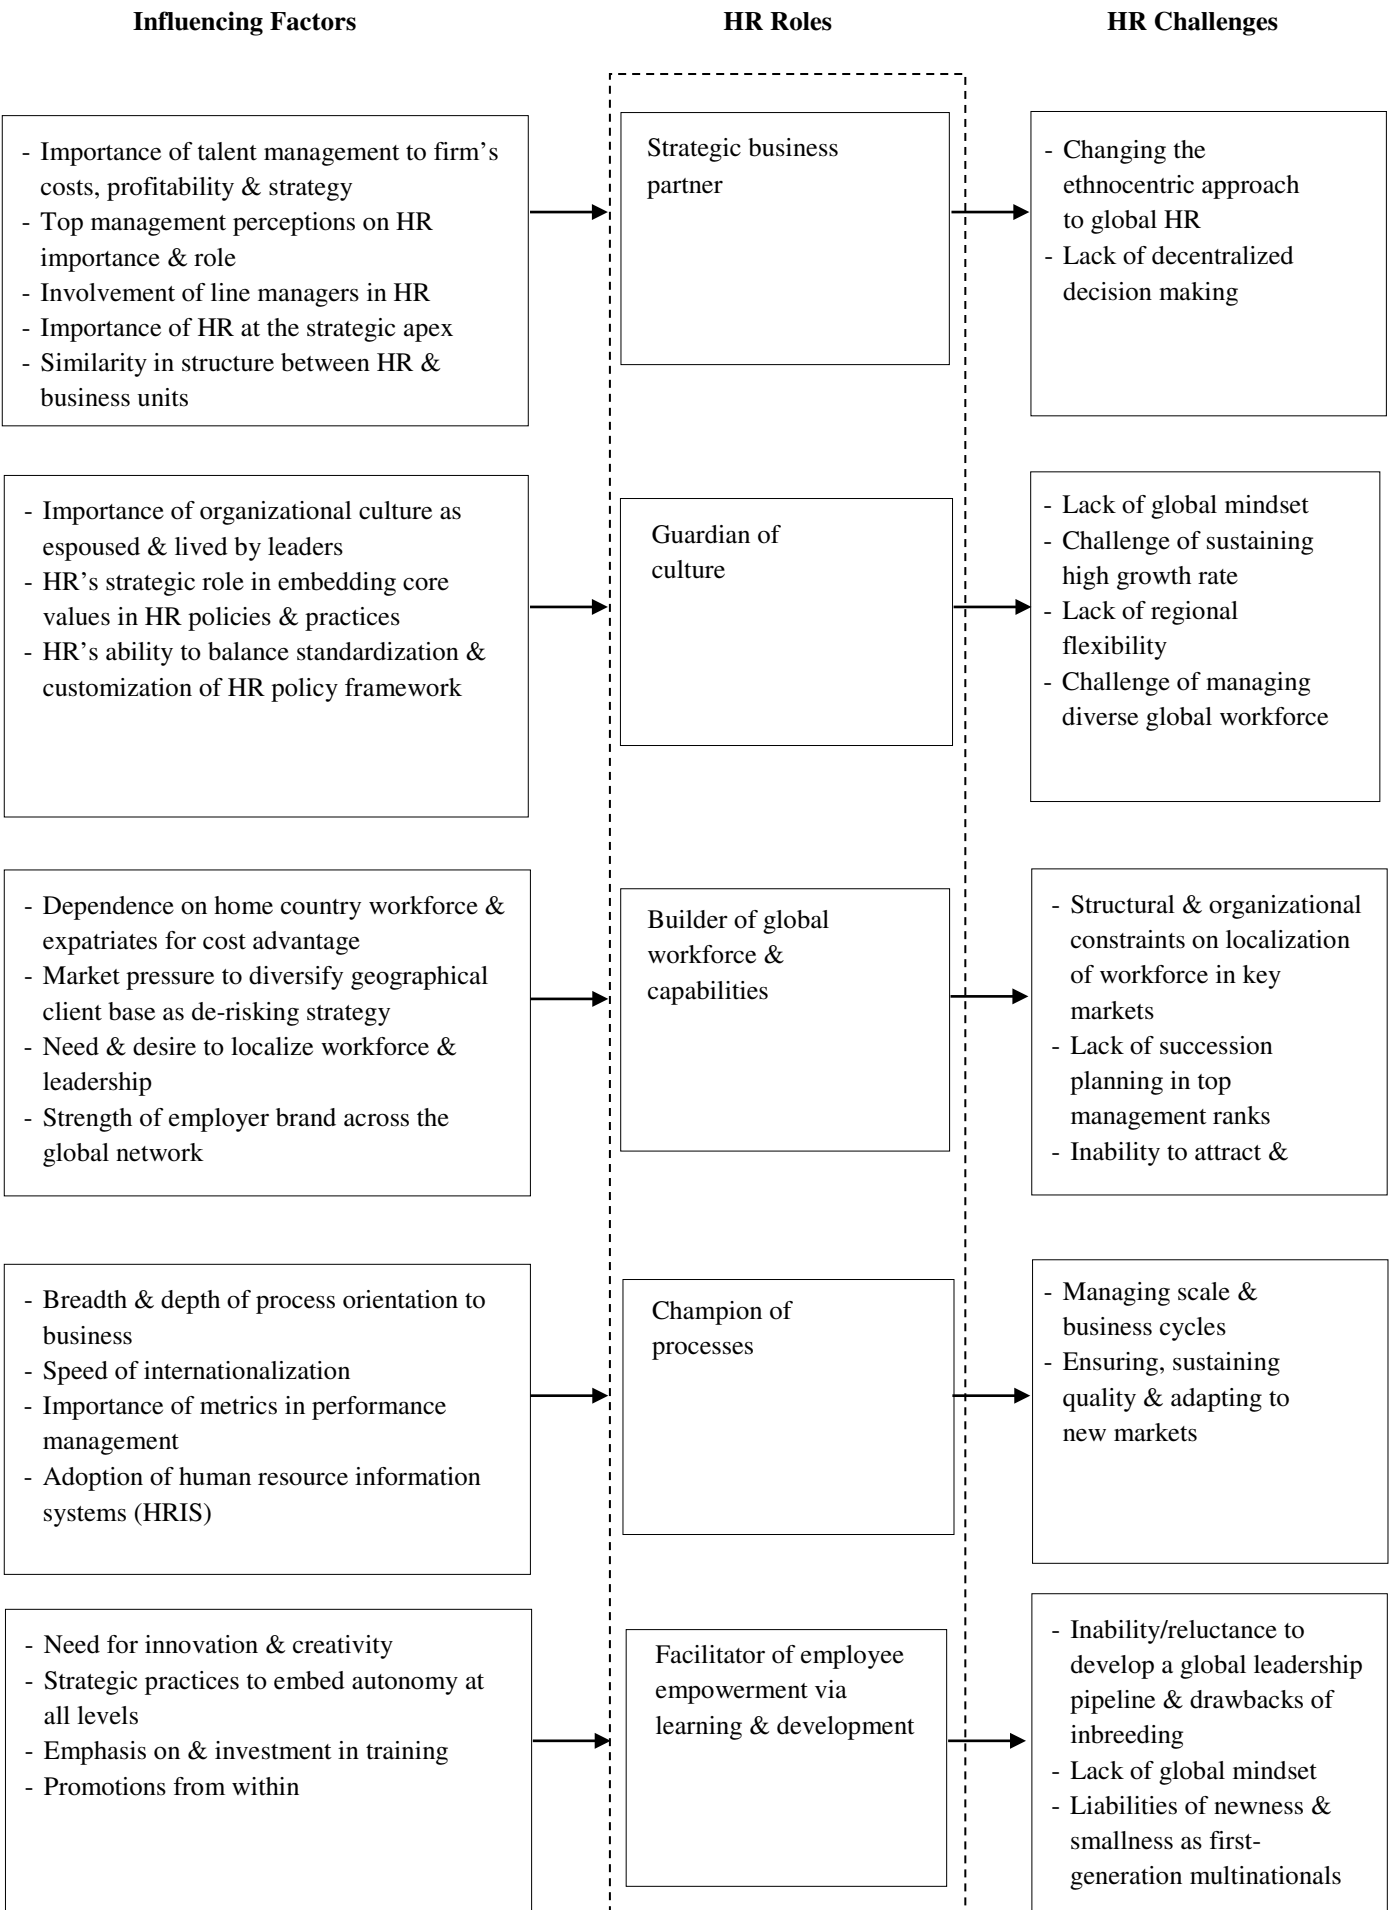 Influencing Factors
HR Roles
HR Challenges
- Importance of talent management to firm's
costs, profitability & strategy
- Top management perceptions on HR
importance & role
- Involvement of line managers in HR
- Importance of HR at the strategic apex
- Similarity in structure between HR &
business units
Strategic business
partner
- Changing the
ethnocentric approach
to global HR
- Lack of decentralized
decision making
- Importance of organizational culture as
espoused & lived by leaders
- HR's strategic role in embedding core
values in HR policies & practices
- HR's ability to balance standardization &
customization of HR policy framework
Guardian of
culture
- Lack of global mindset
- Challenge of sustaining
high growth rate
- Lack of regional
flexibility
- Challenge of managing
diverse global workforce
- Dependence on home country workforce &
expatriates for cost advantage
- Market pressure to diversify geographical
client base as de-risking strategy
- Need & desire to localize workforce &
leadership
- Strength of employer brand across the
global network
Builder of global
workforce &
capabilities
- Structural & organizational
constraints on localization
of workforce in key
markets
- Lack of succession
planning in top
management ranks
- Inability to attract &
- Breadth & depth of process orientation to
business
- Speed of internationalization
- Importance of metrics in performance
management
- Adoption of human resource information
systems (HRIS)
Champion of
processes
- Managing scale &
business cycles
- Ensuring, sustaining
quality & adapting to
new markets
- Need for innovation & creativity
- Strategic practices to embed autonomy at
all levels
- Emphasis on & investment in training
- Promotions from within
Facilitator of employee
empowerment via
learning & development
- Inability/reluctance to
develop a global leadership
pipeline & drawbacks of
inbreeding
- Lack of global mindset
- Liabilities of newness &
smallness as first-
generation multinationals